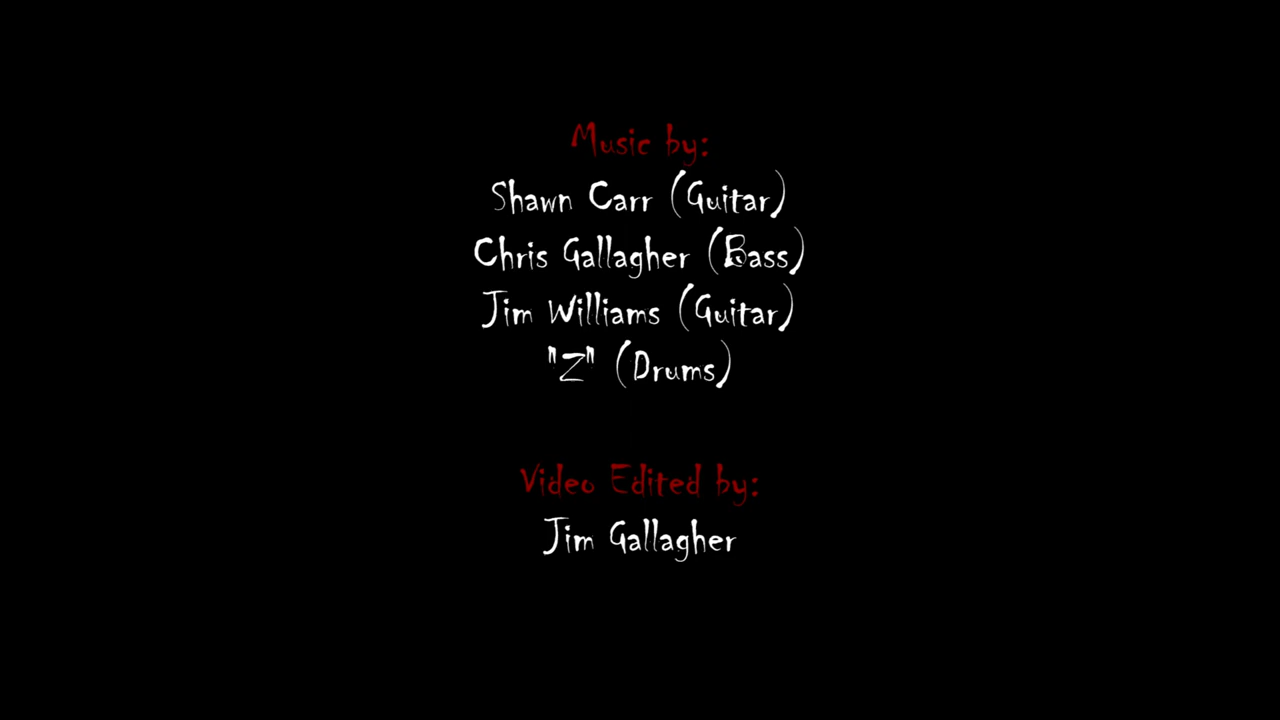 Music by:
Shawn Carr (Guitar)
Chris Gallagher (Bass)
Jim Williams (Guitar)
"Z" (Drums)
Video Edited by:
Jim Gallagher